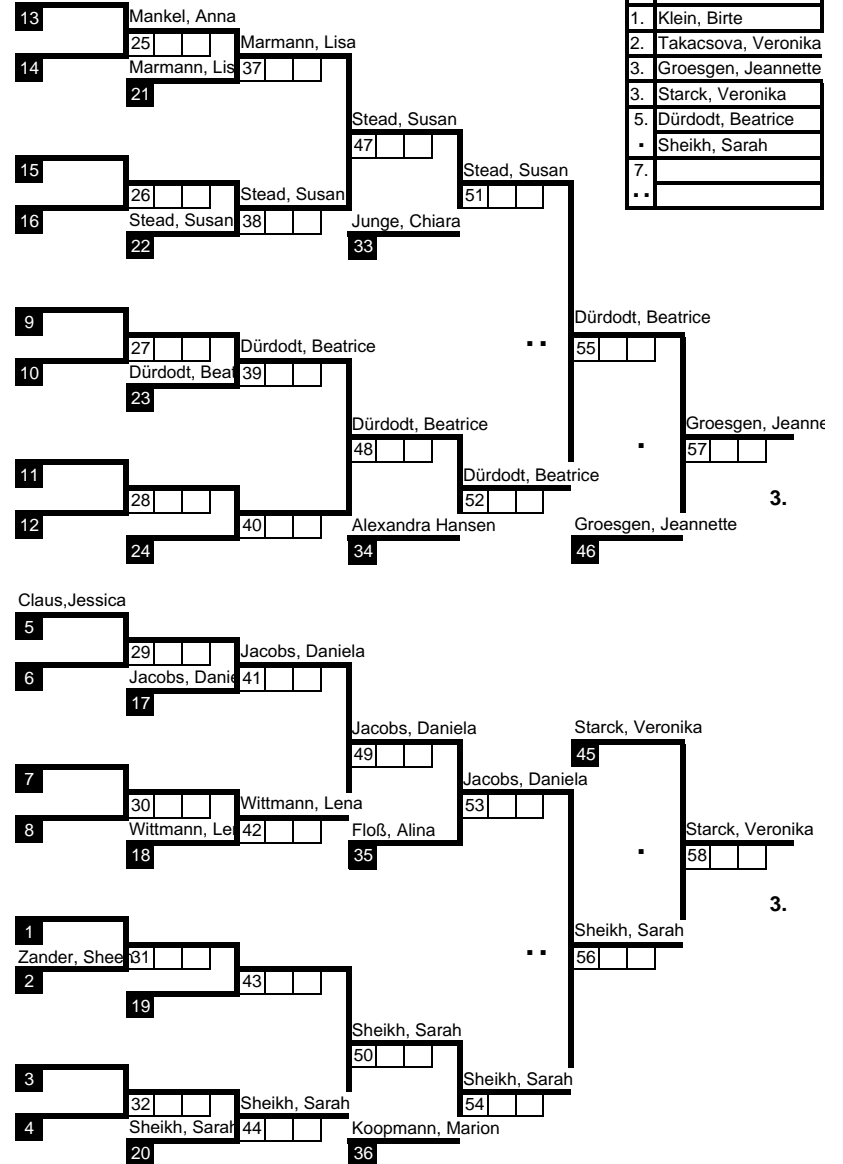 13 Mankel, Anna
25 Marmann, Lisa
14 Marmann, Lis 37
21
Stead, Susan
47
15 Stead, Susan
26 Stead, Susan 51
16 Stead, Susan 38 Junge, Chiara
22 33
1. Klein, Birte
2. Takacsova, Veronika
3. Groesgen, Jeannette
3. Starck, Veronika
5. Dürdodt, Beatrice
. Sheikh, Sarah
7.
. .
9 Dürdodt, Beatrice
27 Dürdodt, Beatrice . . 55
10 Dürdodt, Beat 39
23
Dürdodt, Beatrice Groesgen, Jeanne
48 . 57
11 Dürdodt, Beatrice
28 52 3.
12 40 Alexandra Hansen Groesgen, Jeannette
24 34 46
Claus,Jessica
5
29 Jacobs, Daniela
6 Jacobs, Danie 41
17
Jacobs, Daniela Starck, Veronika
49 45
7 Jacobs, Daniela
30 Wittmann, Lena 53
8 Wittmann, Le 42 Floß, Alina Starck, Veronika
18 35 . 58
3.
1 Sheikh, Sarah
Zander, Shee 31 . . 56
2 43
19
Sheikh, Sarah
50
3 Sheikh, Sarah
32 Sheikh, Sarah 54
4 Sheikh, Sarah 44 Koopmann, Marion
20 36